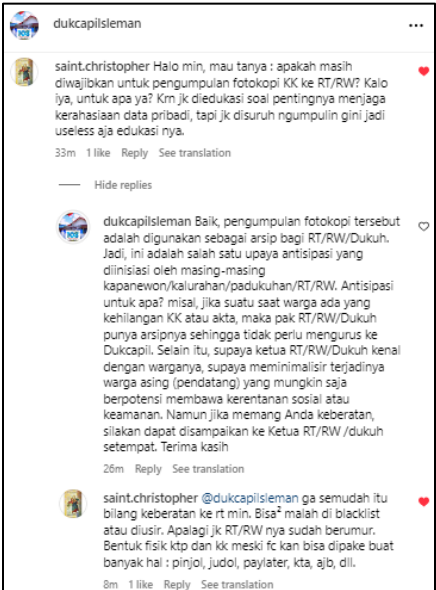 dukcapilsleman
saint.christopher Halo min, mau tanya : apakah masih
diwajibkan untuk pengumpulan fotokopi KK ke RT/RW? Kalo
iya, untuk apa ya? Krn jk diedukasi soal pentingnya menjaga
kerahasiaan data pribadi, tapi jk disuruh ngumpulin gini jadi
useless aja edukasi nya.
33m 1 like Reply See translation
Hide replies
dukcapilsleman Baik, pengumpulan fotokopi tersebut
adalah digunakan sebagai arsip bagi RT/RW/Dukuh.
Jadi, ini adalah salah satu upaya antisipasi yang
diinisiasi oleh masing-masing
kapanewon/kalurahan/padukuhan/RT/RW. Antisipasi
untuk apa? misal, jika suatu saat warga ada yang
kehilangan KK atau akta, maka pak RT/RW/Dukuh
punya arsipnya sehingga tidak perlu mengurus ke
Dukcapil. Selain itu, supaya ketua RT/RW/Dukuh kenal
dengan warganya, supaya meminimalisir terjadinya
warga asing (pendatang) yang mungkin saja
berpotensi membawa kerentanan sosial atau
keamanan. Namun jika memang Anda keberatan,
silakan dapat disampaikan ke Ketua RT/RW /dukuh
setempat. Terima kasih
26m Reply See translation
saint.christopher @dukcapilsleman ga semudah itu
bilang keberatan ke rt min. Bisa² malah di blacklist
atau diusir. Apalagi jk RT/RW nya sudah berumur.
Bentuk fisik ktp dan kk meski fc kan bisa dipake buat
banyak hal : pinjol, judol, paylater, kta, ajb, dll.
8m 1 like Reply See translation